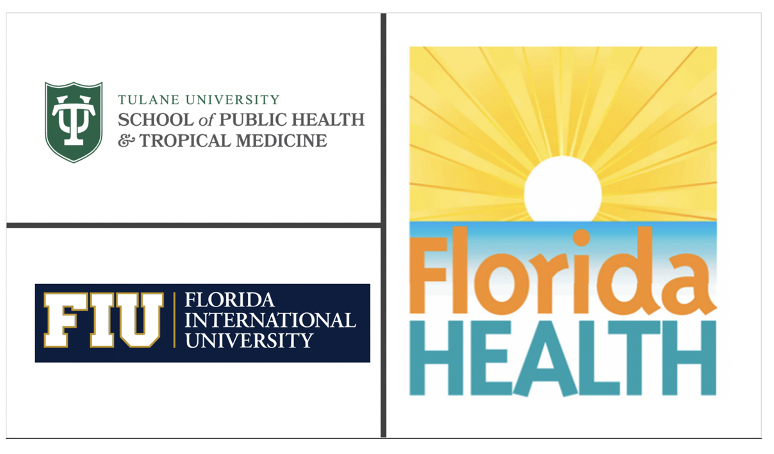 TULANE UNIVERSITY
SCHOOL of PUBLIC HEALTH
& TROPICAL MEDICINE
FIU
FLORIDA
INTERNATIONAL
UNIVERSITY
Florida
HEALTH